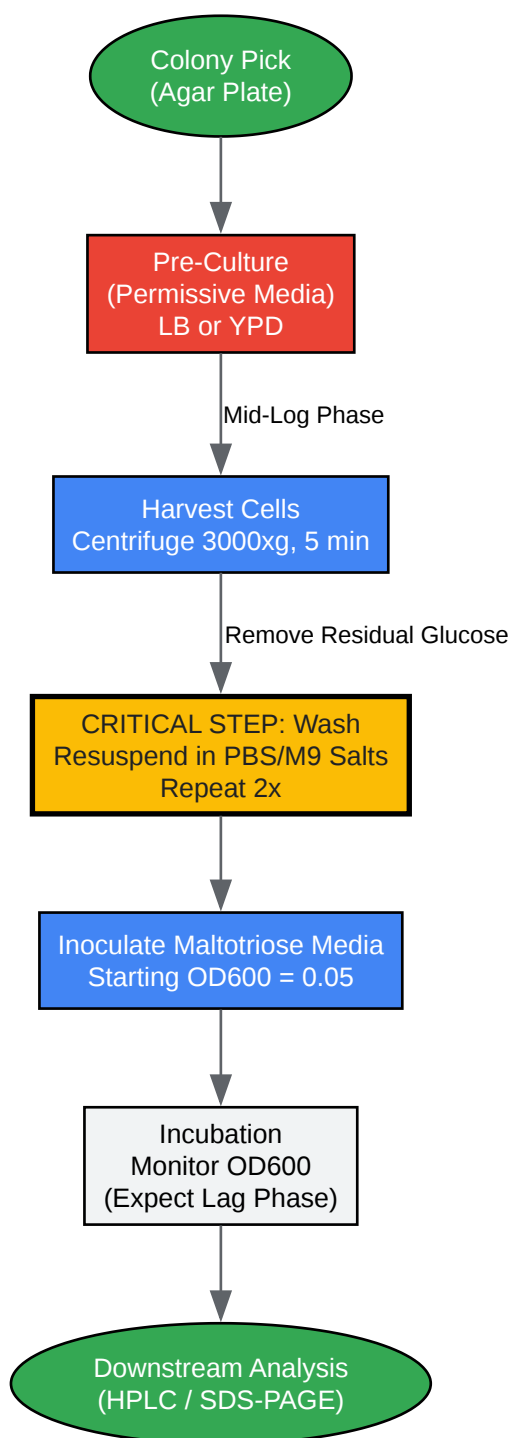 Colony Pick
(Agar Plate)
Pre-Culture
(Permissive Media)
LB or YPD
Mid-Log Phase
Harvest Cells
Centrifuge 3000xg, 5 min
Remove Residual Glucose
CRITICAL STEP: Wash
Resuspend in PBS/M9 Salts
Repeat 2x
Inoculate Maltotriose Media
Starting OD600 = 0.05
Incubation
Monitor OD600
(Expect Lag Phase)
Downstream Analysis
(HPLC / SDS-PAGE)